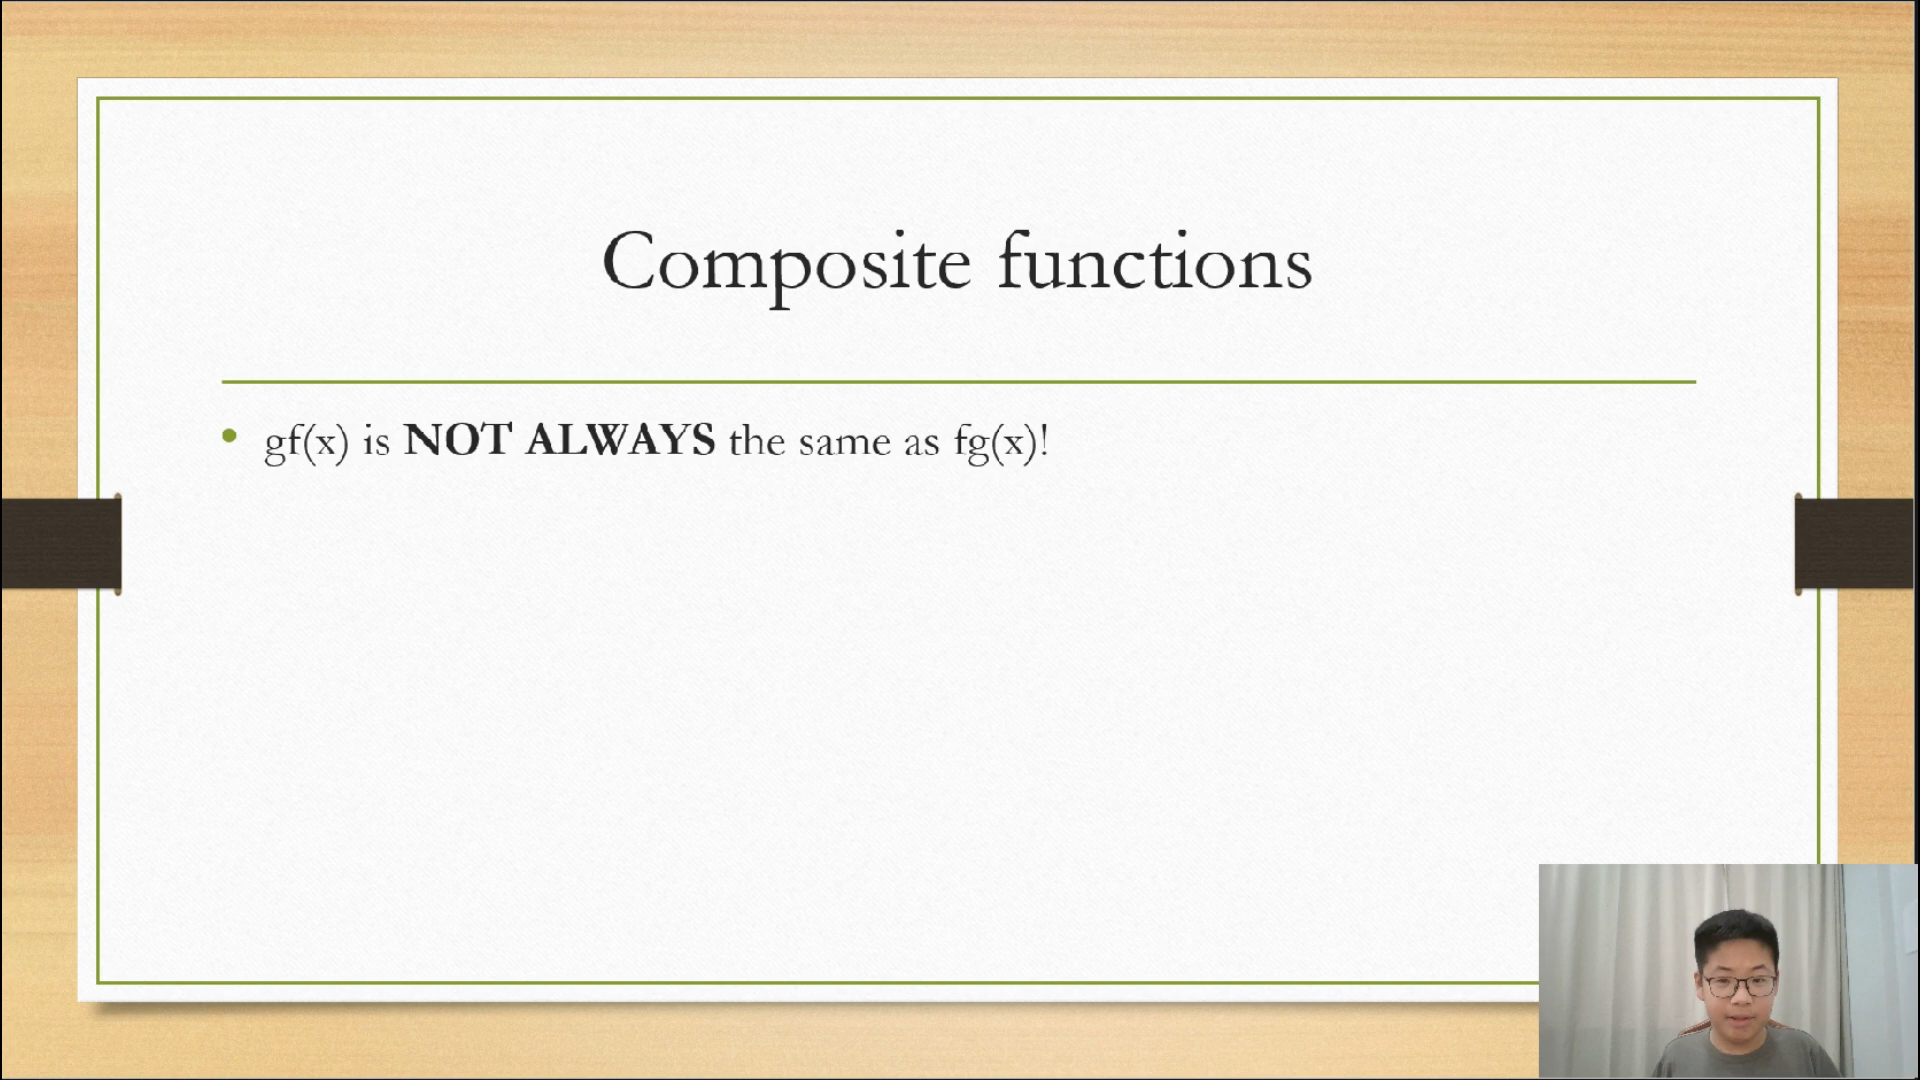 Composite functions
• gf(x) is NOT ALWAYS the same as fg(x)!